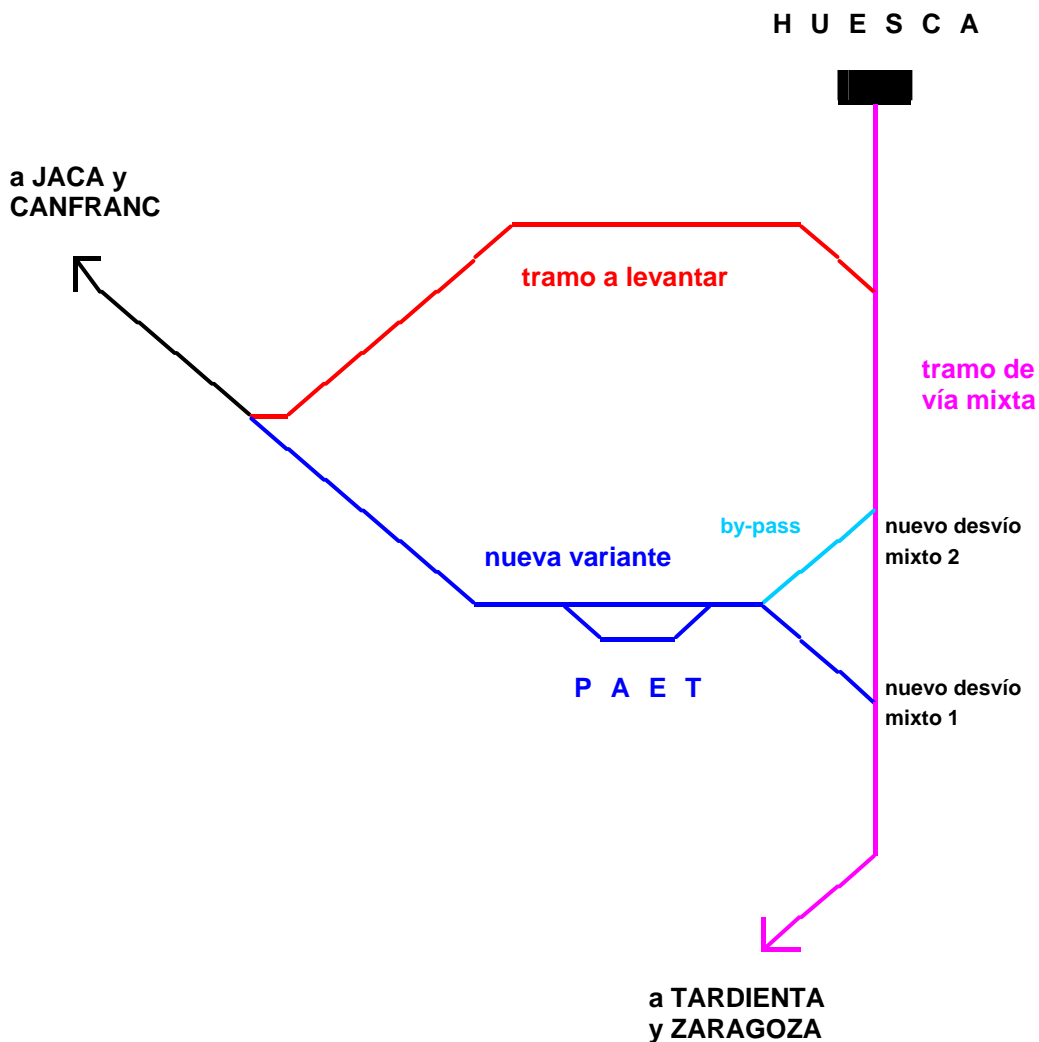 H U E S C A
a JACA y
CANFRANC
tramo a levantar
tramo de
vía mixta
by-pass
nuevo desvío
mixto 2
nueva variante
P A E T
nuevo desvío
mixto 1
a TARDIENTA
y ZARAGOZA